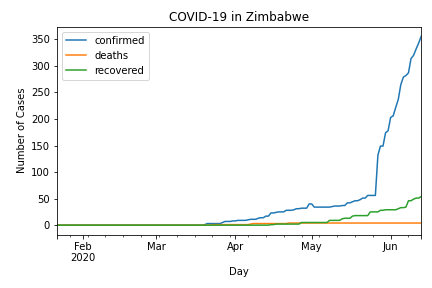 COVID-19 in Zimbabwe
confirmed
deaths
recovered
Number of Cases
350
300
250
200
150
100
50
0
Feb
2020
Mar
Apr
May
Jun
Day